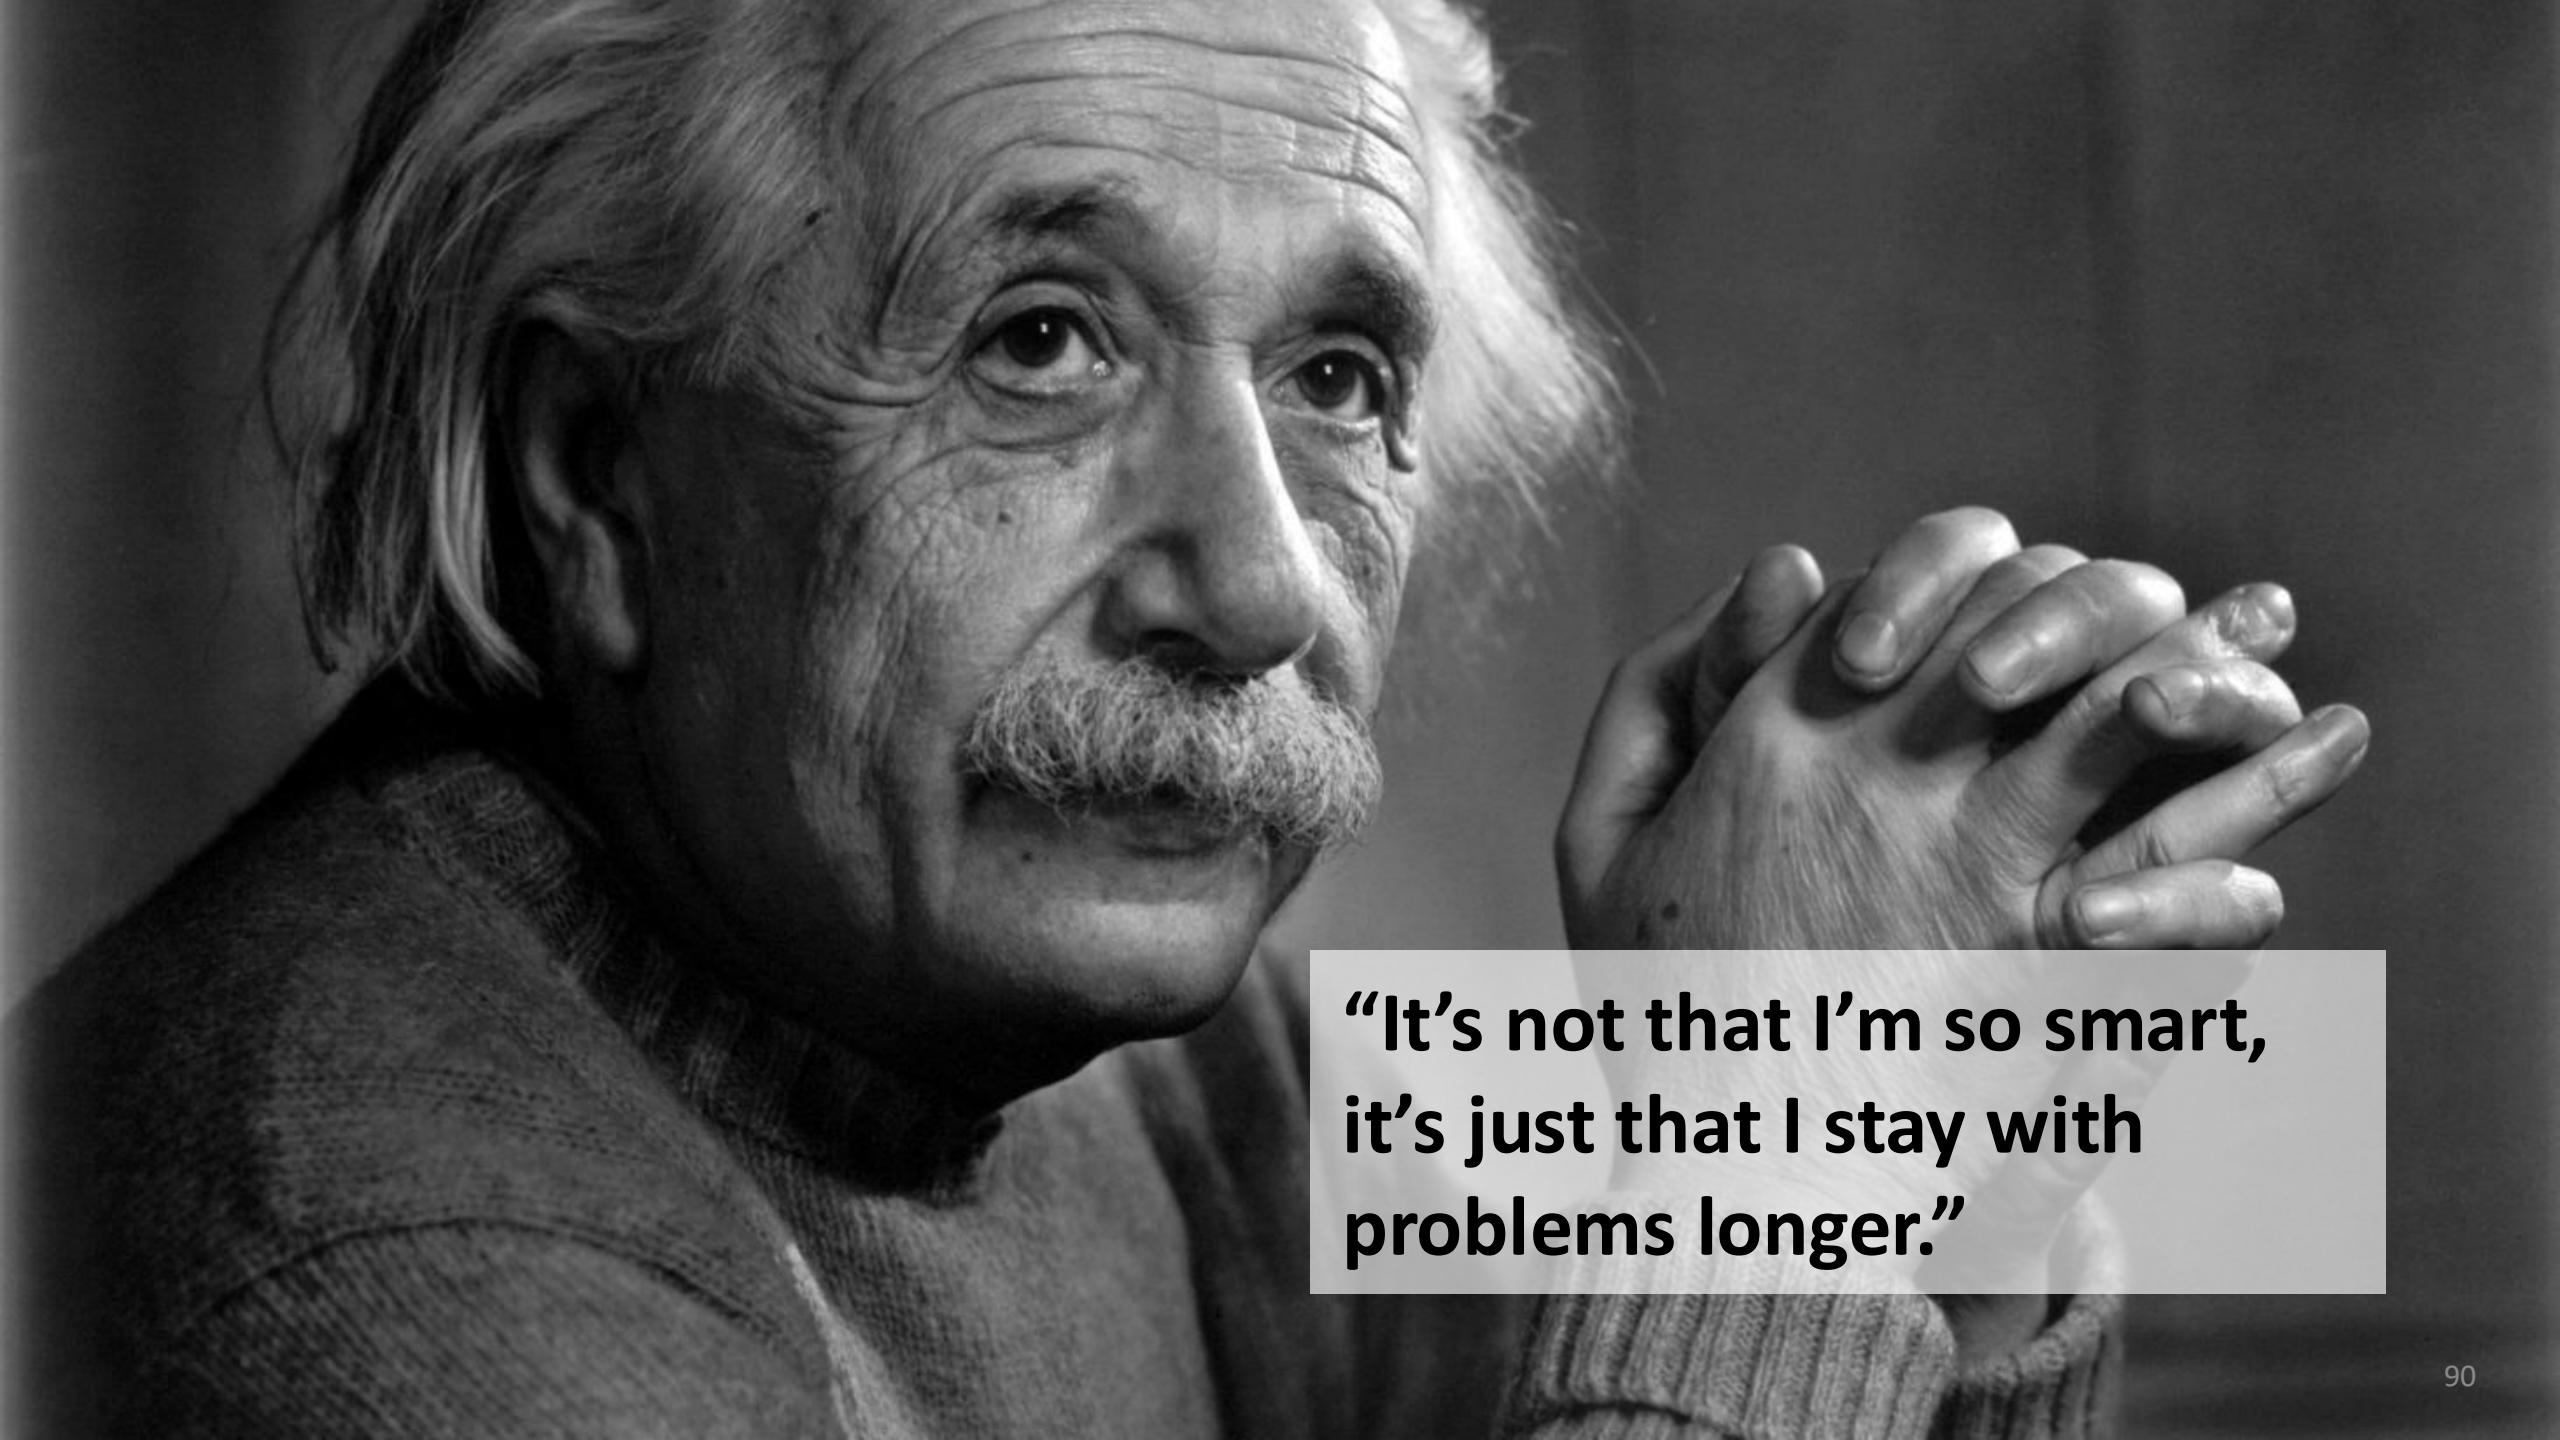 “It’s not that I’m so smart,
it’s just that I stay with
problems longer.”
90